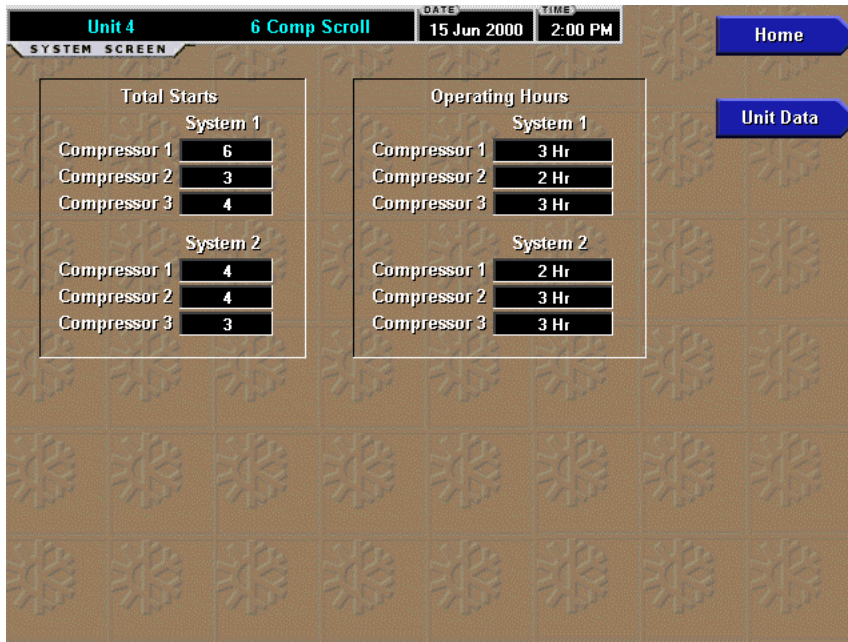 Unit 4 6 Comp Scroll DATE 15 Jun 2000 TIME 2:00 PM
SYSTEM SCREEN
Home
Unit Data
Total Starts
System 1
Compressor 1 6
Compressor 2 3
Compressor 3 4
System 2
Compressor 1 4
Compressor 2 4
Compressor 3 3
Operating Hours
System 1
Compressor 1 3 Hr
Compressor 2 2 Hr
Compressor 3 3 Hr
System 2
Compressor 1 2 Hr
Compressor 2 3 Hr
Compressor 3 3 Hr